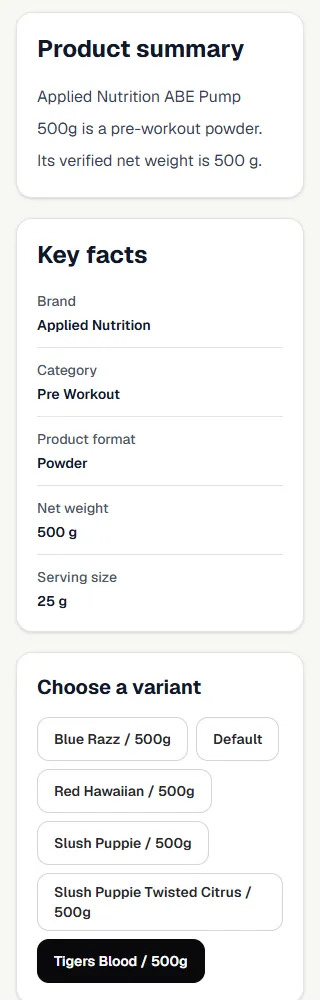 Product summary
Applied Nutrition ABE Pump
500g is a pre-workout powder.
Its verified net weight is 500 g.
Key facts
Brand
Applied Nutrition
Category
Pre Workout
Product format
Powder
Net weight
500 g
Serving size
25 g
Choose a variant
Blue Razz / 500g
Default
Red Hawaiian / 500g
Slush Puppie / 500g
Slush Puppie Twisted Citrus /
500g
Tigers Blood / 500g